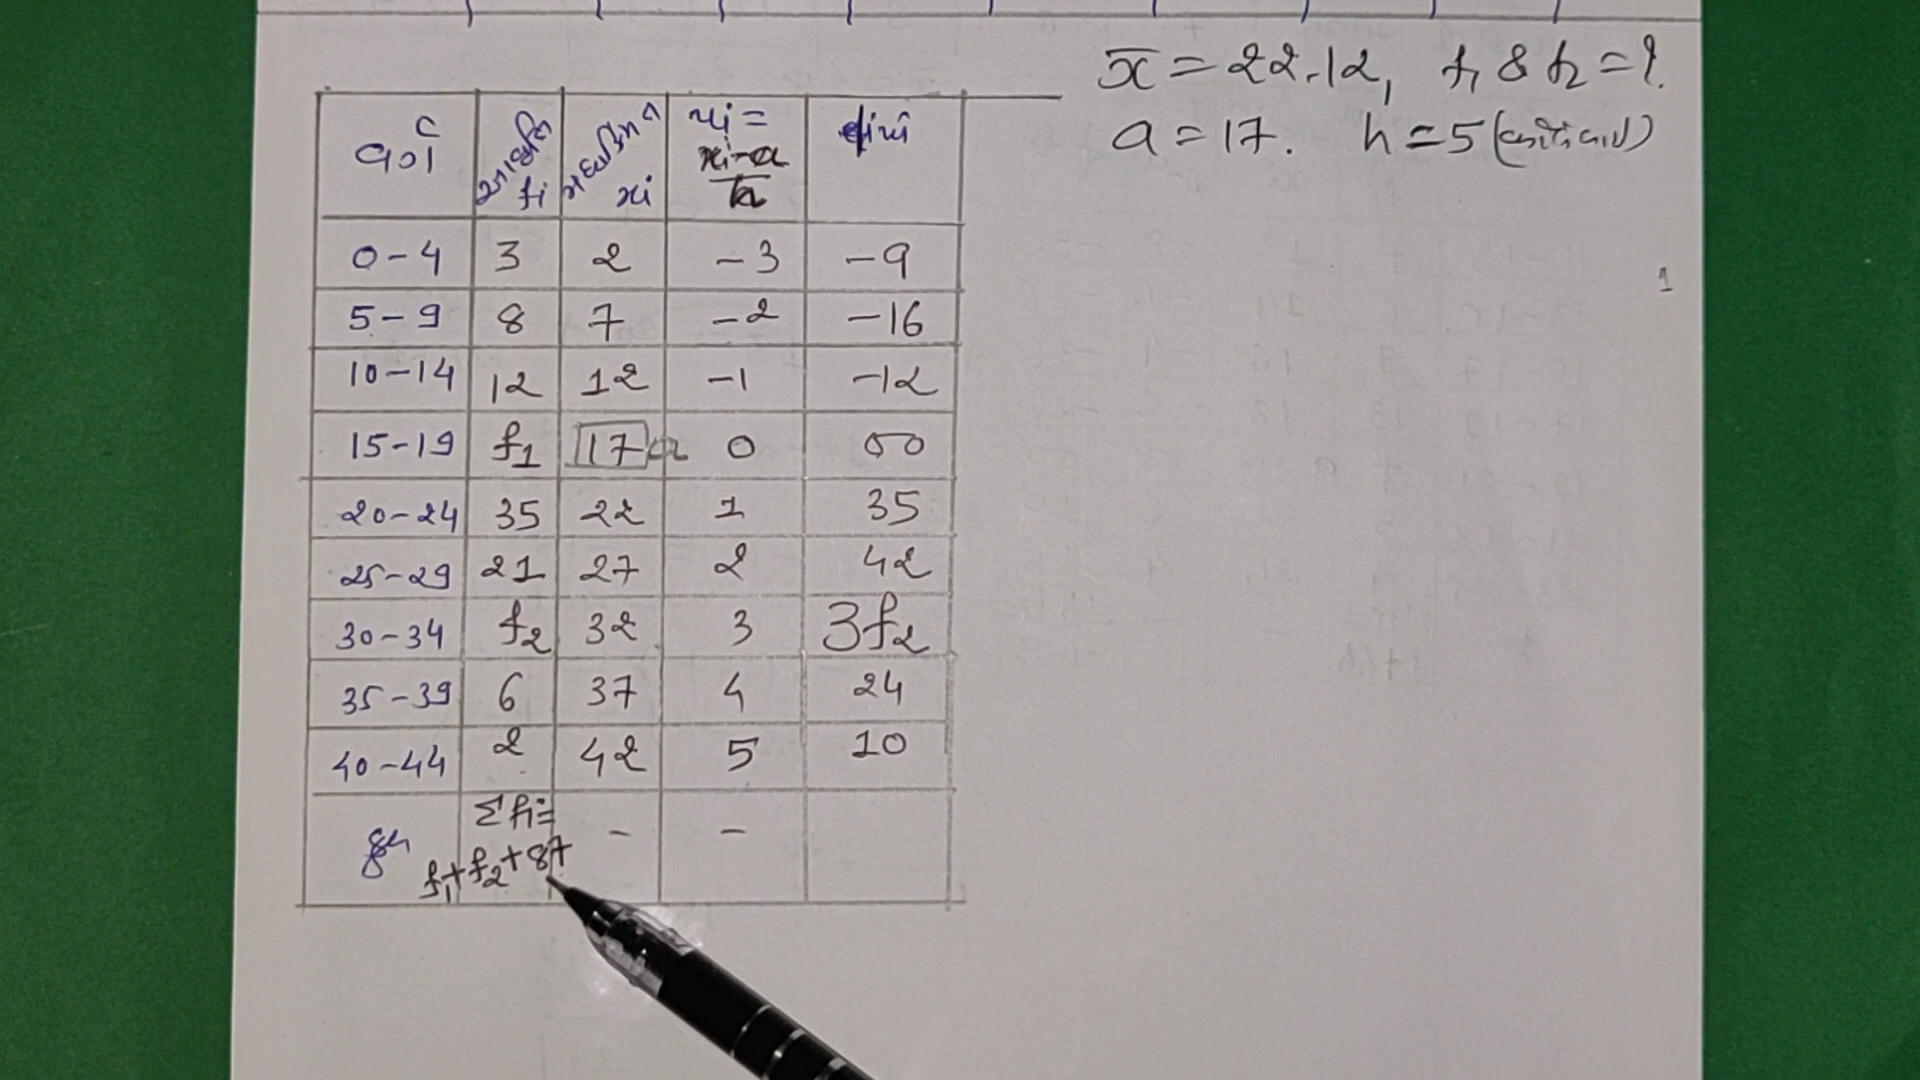 x̄ = 22.12, f₁ & f₂ = ?
a = 17. h = 5
વર્ગ આવૃત્તિ fi મધ્યકિંમત xi ui = xi-a/h fiui
0-4 3 2 -3 -9
5-9 8 7 -2 -16
10-14 12 12 -1 -12
15-19 f₁ 17 a 0 00
20-24 35 22 1 35
25-29 21 27 2 42
30-34 f₂ 32 3 3f₂
35-39 6 37 4 24
40-44 2 42 5 10
કુલ Σfi= f₁+f₂+87 - -